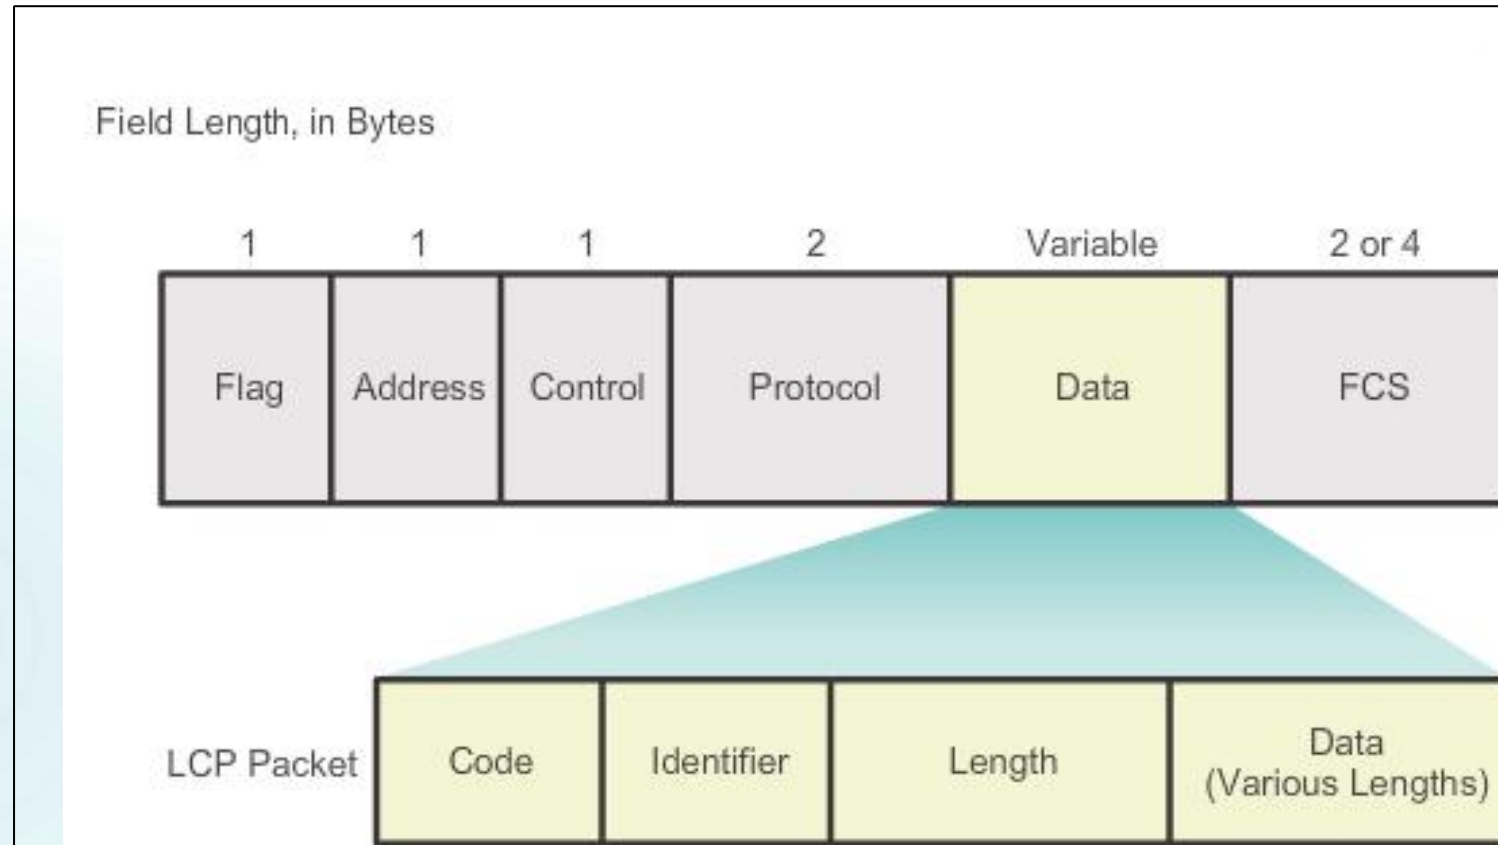 Field Length, in Bytes
1 1 1 2 Variable 2 or 4
Flag Address Control Protocol Data FCS
LCP Packet Code Identifier Length Data
(Various Lengths)